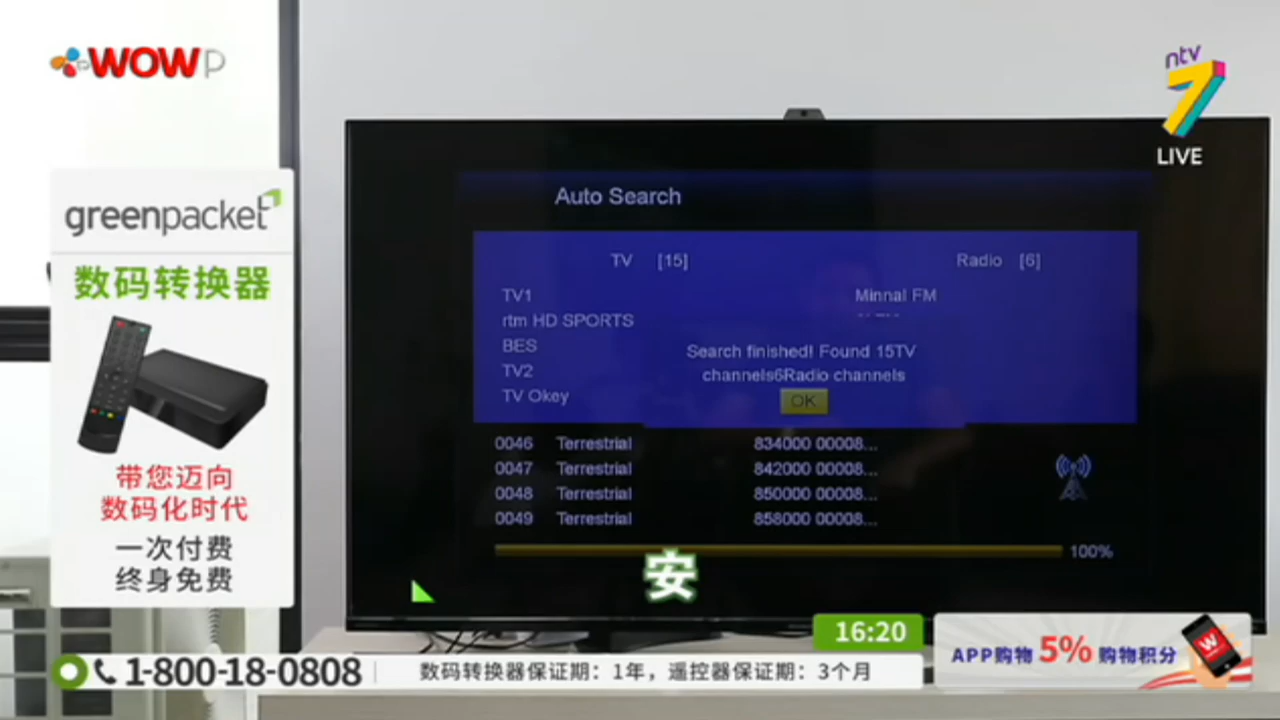 WOW P
ntv
7
LIVE
greenpacket
数码转换器
带您迈向
数码化时代
一次付费
终身免费
Auto Search
TV [15]
Radio [6]
TV1
Minnal FM
rtm HD SPORTS
BES
TV2
TV Okey
Search finished! Found 15TV
channels6Radio channels
OK
0046 Terrestrial 834000 00008...
0047 Terrestrial 842000 00008...
0048 Terrestrial 850000 00008...
0049 Terrestrial 858000 00008...
100%
安
16:20
1-800-18-0808
数码转换器保证期：1年，遥控器保证期：3个月
APP购物 5% 购物积分
W